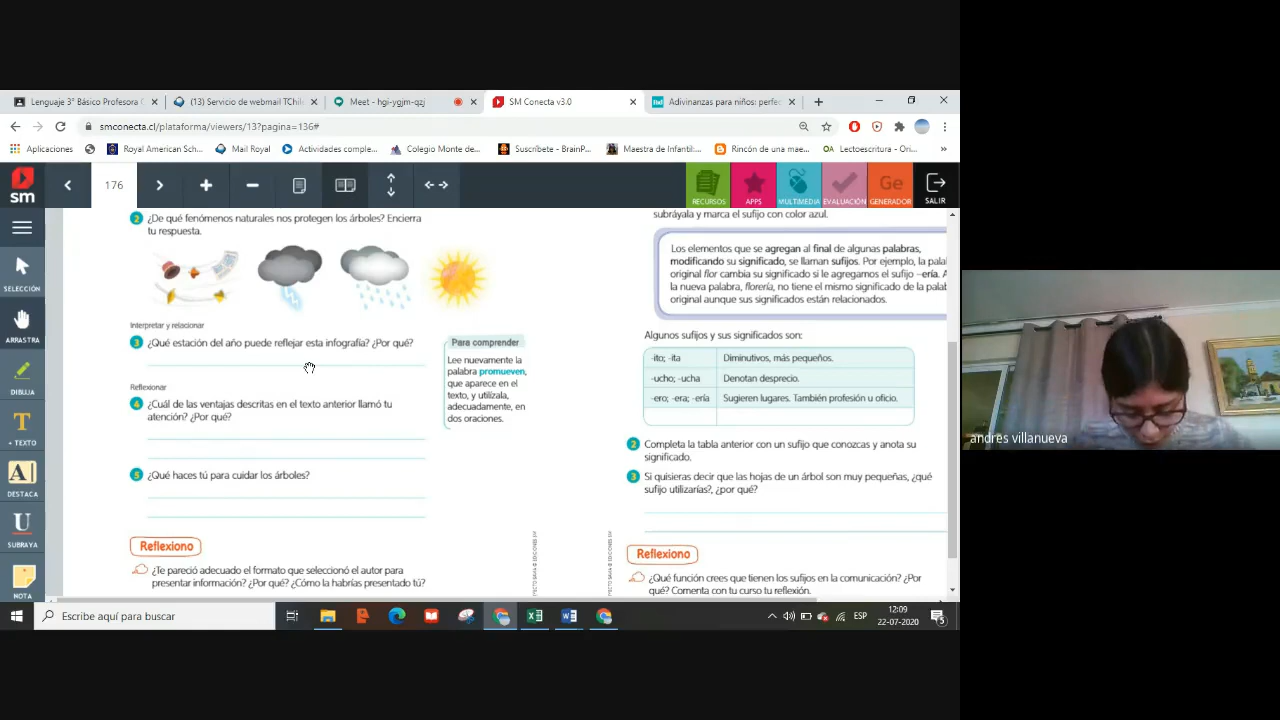 Lenguaje 3° Básico Profesora
(13) Servicio de webmail TChile
Meet - hgi-ygjm-qzj
SM Conecta v3.0
Adivinanzas para niños: perfec
smconecta.cl/plataforma/viewers/13?pagina=136#
Aplicaciones
Royal American Sch...
Mail Royal
Actividades comple...
Colegio Monte de...
Suscríbete - BrainP...
Maestra de Infantil:...
Rincón de una mae...
Lectoescritura - Ori...
»
sm
176
RECURSOS
APPS
MULTIMEDIA
EVALUACIÓN
Ge
GENERADOR
SALIR
SELECCIÓN
ARRASTRA
DIBUJA
T
+ TEXTO
A
DESTACA
U
SUBRAYA
NOTA
2 ¿De qué fenómenos naturales nos protegen los árboles? Encierra
tu respuesta.
Interpretar y relacionar
3 ¿Qué estación del año puede reflejar esta infografía? ¿Por qué?
Reflexionar
4 ¿Cuál de las ventajas descritas en el texto anterior llamó tu
atención? ¿Por qué?
5 ¿Qué haces tú para cuidar los árboles?
Reflexiono
¿Te pareció adecuado el formato que seleccionó el autor para
presentar información? ¿Por qué? ¿Cómo la habrías presentado tú?
Para comprender
Lee nuevamente la
palabra promueven,
que aparece en el
texto, y utilízala,
adecuadamente, en
dos oraciones.
subráyala y marca el sufijo con color azul.
Los elementos que se agregan al final de algunas palabras,
modificando su significado, se llaman sufijos. Por ejemplo, la pala
original flor cambia su significado si le agregamos el sufijo –ería. A
la nueva palabra, florería, no tiene el mismo significado de la palab
original aunque sus significados están relacionados.
Algunos sufijos y sus significados son:
-ito; -ita Diminutivos, más pequeños.
-ucho; -ucha Denotan desprecio.
-ero; -era; -ería Sugieren lugares. También profesión u oficio.
2 Completa la tabla anterior con un sufijo que conozcas y anota su
significado.
3 Si quisieras decir que las hojas de un árbol son muy pequeñas, ¿qué
sufijo utilizarías?, ¿por qué?
Reflexiono
¿Qué función crees que tienen los sufijos en la comunicación? ¿Por
qué? Comenta con tu curso tu reflexión.
andres villanueva
Escribe aquí para buscar
ESP
12:09
22-07-2020
5